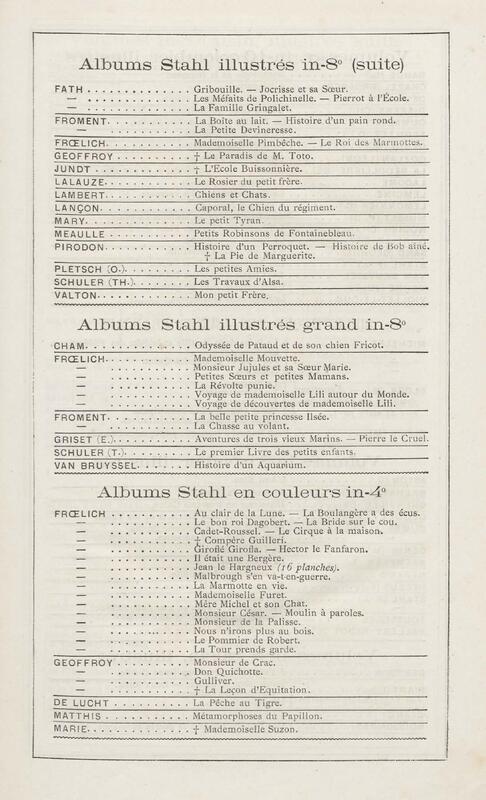 Albums Stahl illustrés in-8º (suite)
FATH . . . . . . . . . . . . . . Gribouille. — Jocrisse et sa Sœur.
— . . . . . . . . . . . . . . Les Méfaits de Polichinelle. — Pierrot à l'École.
— . . . . . . . . . . . . . . La Famille Gringalet.
FROMENT. . . . . . . . . . . La Boîte au lait. — Histoire d'un pain rond.
— . . . . . . . . . . . La Petite Devineresse.
FRŒLICH. . . . . . . . . . . Mademoiselle Pimbêche. — Le Roi des Marmottes.
GEOFFROY . . . . . . . . . . † Le Paradis de M. Toto.
JUNDT . . . . . . . . . . . . † L'Ecole Buissonnière.
LALAUZE. . . . . . . . . . . Le Rosier du petit frère.
LAMBERT. . . . . . . . . . . Chiens et Chats.
LANÇON. . . . . . . . . . . . Caporal, le Chien du régiment.
MARY. . . . . . . . . . . . . Le petit Tyran.
MEAULLE . . . . . . . . . . . Petits Robinsons de Fontainebleau.
PIRODON . . . . . . . . . . . Histoire d'un Perroquet. — Histoire de Bob aîné.
† La Pie de Marguerite.
PLETSCH (O.). . . . . . . . . Les petites Amies.
SCHULER (TH.). . . . . . . . Les Travaux d'Alsa.
VALTON. . . . . . . . . . . . Mon petit Frère.
Albums Stahl illustrés grand in-8º
CHAM. . . . . . . . . . . . . Odyssée de Pataud et de son chien Fricot.
FRŒLICH. . . . . . . . . . . Mademoiselle Mouvette.
— . . . . . . . . . . . Monsieur Jujules et sa Sœur Marie.
— . . . . . . . . . . . Petites Sœurs et petites Mamans.
— . . . . . . . . . . . La Révolte punie.
— . . . . . . . . . . . Voyage de mademoiselle Lili autour du Monde.
— . . . . . . . . . . . Voyage de découvertes de mademoiselle Lili.
FROMENT. . . . . . . . . . . La belle petite princesse Ilsée.
— . . . . . . . . . . . La Chasse au volant.
GRISET (E.). . . . . . . . . Aventures de trois vieux Marins. — Pierre le Cruel.
SCHULER (T.). . . . . . . . . Le premier Livre des petits enfants.
VAN BRUYSSEL. . . . . . . Histoire d'un Aquarium.
Albums Stahl en couleurs in-4º
FRŒLICH . . . . . . . . . . Au clair de la Lune. — La Boulangère a des écus.
— . . . . . . . . . . Le bon roi Dagobert. — La Bride sur le cou.
— . . . . . . . . . . Cadet-Roussel. — Le Cirque à la maison.
— . . . . . . . . . . † Compère Guilleri.
— . . . . . . . . . . Giroflé Girofla. — Hector le Fanfaron.
— . . . . . . . . . . Il était une Bergère.
— . . . . . . . . . . Jean le Hargneux (16 planches).
— . . . . . . . . . . Malbrough s'en va-t-en-guerre.
— . . . . . . . . . . La Marmotte en vie.
— . . . . . . . . . . Mademoiselle Furet.
— . . . . . . . . . . Mère Michel et son Chat.
— . . . . . . . . . . Monsieur César. — Moulin à paroles.
— . . . . . . . . . . Monsieur de la Palisse.
— . . . . . . . . . . Nous n'irons plus au bois.
— . . . . . . . . . . Le Pommier de Robert.
— . . . . . . . . . . La Tour prends garde.
GEOFFROY . . . . . . . . . . Monsieur de Crac.
— . . . . . . . . . . Don Quichotte.
— . . . . . . . . . . Gulliver.
— . . . . . . . . . . † La Leçon d'Equitation.
DE LUCHT . . . . . . . . . . La Pêche au Tigre.
MATTHIS . . . . . . . . . . . Métamorphoses du Papillon.
MARIE. . . . . . . . . . . . . † Mademoiselle Suzon.